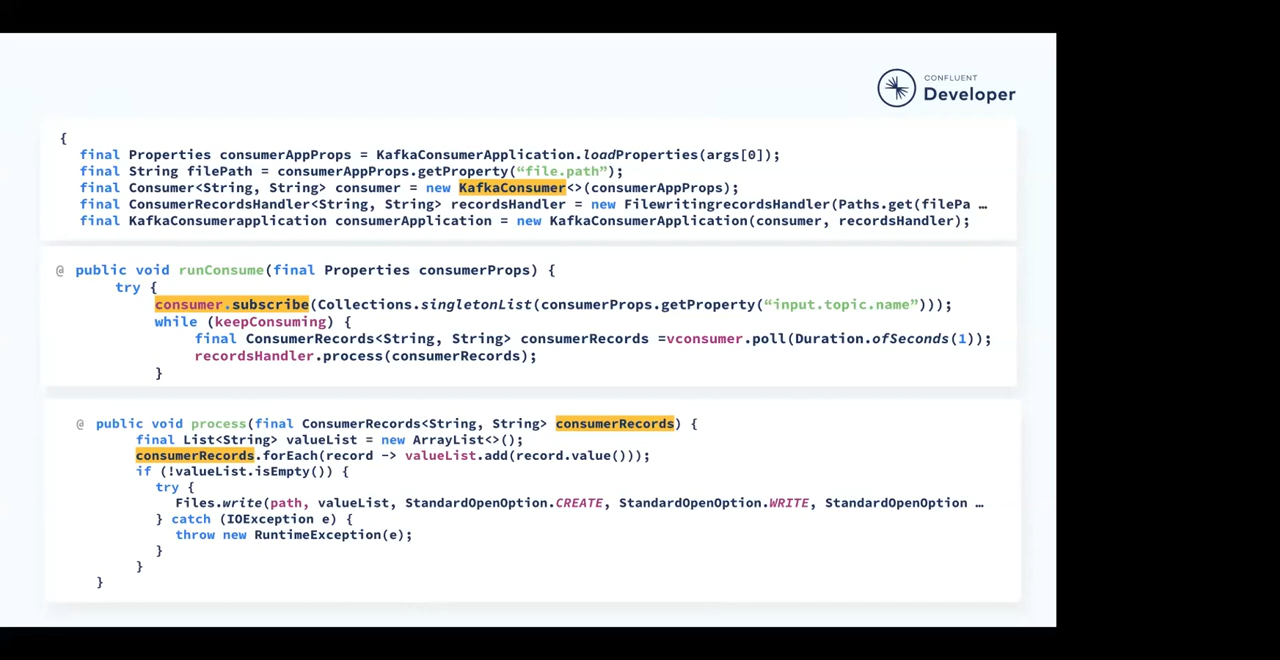 CONFLUENT
Developer
{
final Properties consumerAppProps = KafkaConsumerApplication.loadProperties(args[0]);
final String filePath = consumerAppProps.getProperty(“file.path”);
final Consumer<String, String> consumer = new KafkaConsumer<>(consumerAppProps);
final ConsumerRecordsHandler<String, String> recordsHandler = new FilewritingrecordsHandler(Paths.get(filePa …
final KafkaConsumerapplication consumerApplication = new KafkaConsumerApplication(consumer, recordsHandler);
@ public void runConsume(final Properties consumerProps) {
try {
consumer.subscribe(Collections.singletonList(consumerProps.getProperty(“input.topic.name”)));
while (keepConsuming) {
final ConsumerRecords<String, String> consumerRecords =vconsumer.poll(Duration.ofSeconds(1));
recordsHandler.process(consumerRecords);
}
@ public void process(final ConsumerRecords<String, String> consumerRecords) {
final List<String> valueList = new ArrayList<>();
consumerRecords.forEach(record -> valueList.add(record.value()));
if (!valueList.isEmpty()) {
try {
Files.write(path, valueList, StandardOpenOption.CREATE, StandardOpenOption.WRITE, StandardOpenOption …
} catch (IOException e) {
throw new RuntimeException(e);
}
}
}